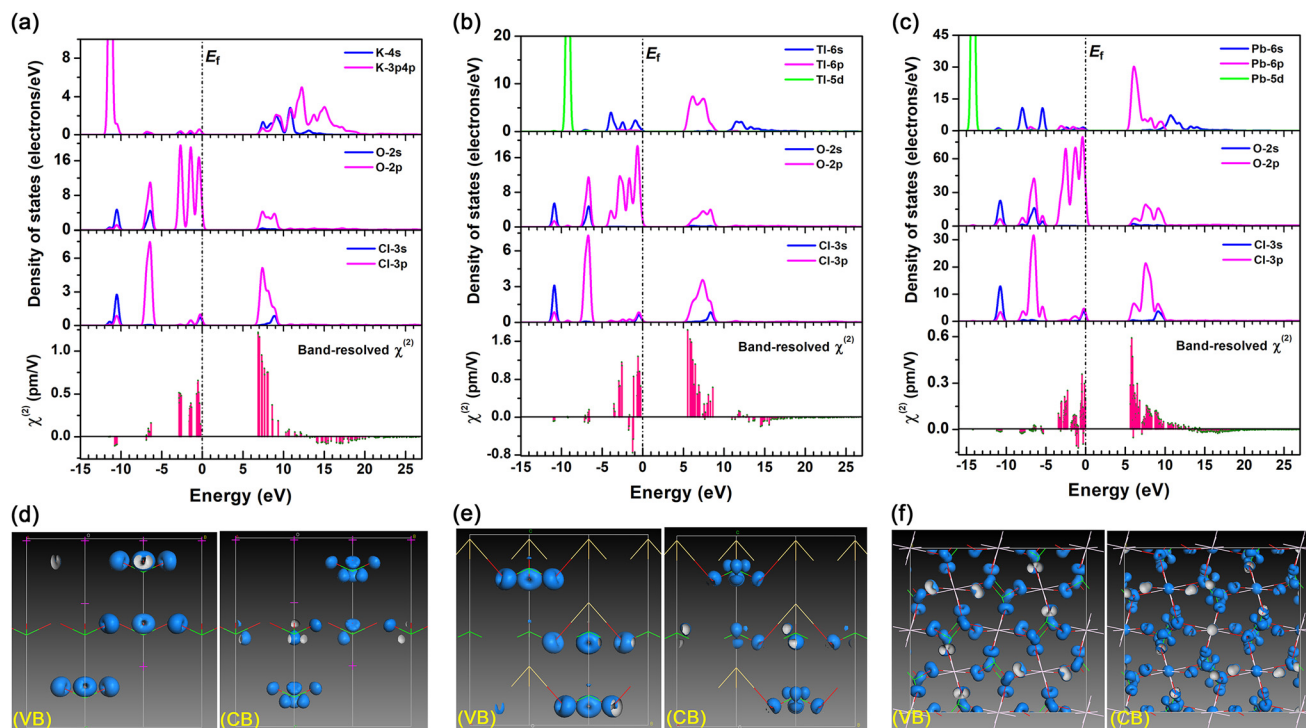 (a)
K-4s
K-3p4p
E_f
8
4
0
O-2s
O-2p
16
8
0
Cl-3s
Cl-3p
6
3
0
Band-resolved χ^(2)
1.0
0.5
0.0
-15 -10 -5 0 5 10 15 20 25
Energy (eV)
Density of states (electrons/eV)
χ^(2) (pm/V)
(b)
Tl-6s
Tl-6p
Tl-5d
E_f
20
10
0
O-2s
O-2p
16
8
0
Cl-3s
Cl-3p
6
3
0
Band-resolved χ^(2)
1.6
0.8
0.0
-0.8
-15 -10 -5 0 5 10 15 20 25
Energy (eV)
Density of states (electrons/eV)
χ^(2) (pm/V)
(c)
Pb-6s
Pb-6p
Pb-5d
E_f
45
30
15
0
O-2s
O-2p
60
30
0
Cl-3s
Cl-3p
30
20
10
0
Band-resolved χ^(2)
0.6
0.3
0.0
-15 -10 -5 0 5 10 15 20 25
Energy (eV)
Density of states (electrons/eV)
χ^(2) (pm/V)
(d)
(VB)
(CB)
(e)
(VB)
(CB)
(f)
(VB)
(CB)